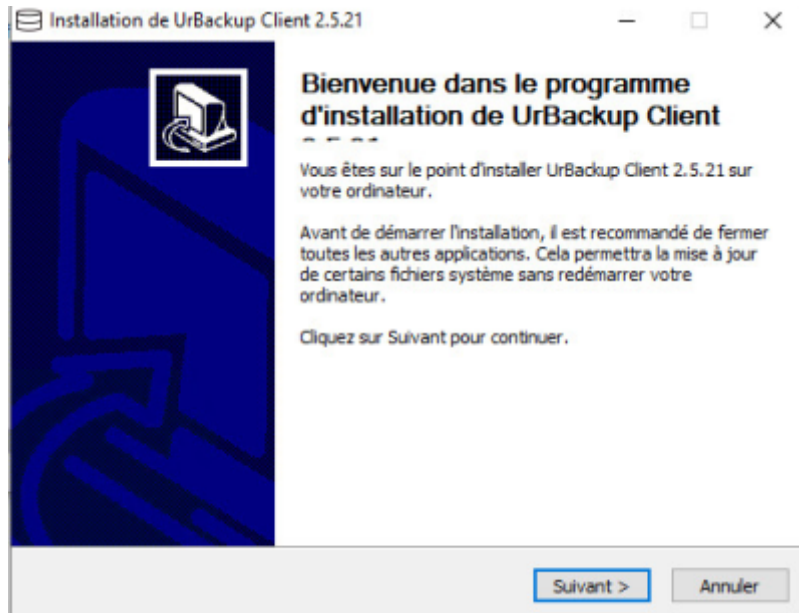 Installation de UrBackup Client 2.5.21
Bienvenue dans le programme
d'installation de UrBackup Client
Vous êtes sur le point d'installer UrBackup Client 2.5.21 sur
votre ordinateur.
Avant de démarrer l'installation, il est recommandé de fermer
toutes les autres applications. Cela permettra la mise à jour
de certains fichiers système sans redémarrer votre
ordinateur.
Cliquez sur Suivant pour continuer.
Suivant >
Annuler